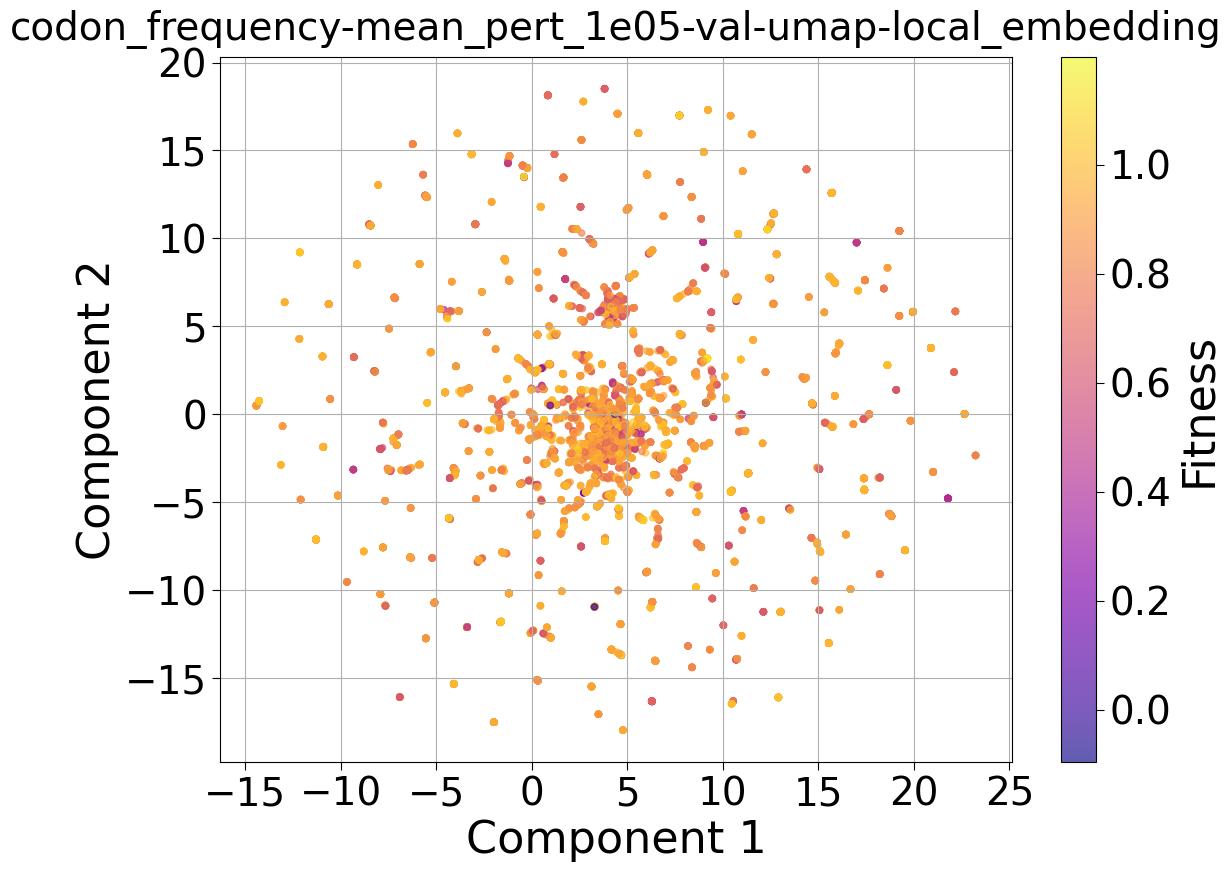 codon_frequency-mean_pert_1e05-val-umap-local_embedding
20
15
10
5
0
−5
−10
−15
Component 2
−15 −10 −5 0 5 10 15 20 25
Component 1
1.0
0.8
0.6
0.4
0.2
0.0
Fitness